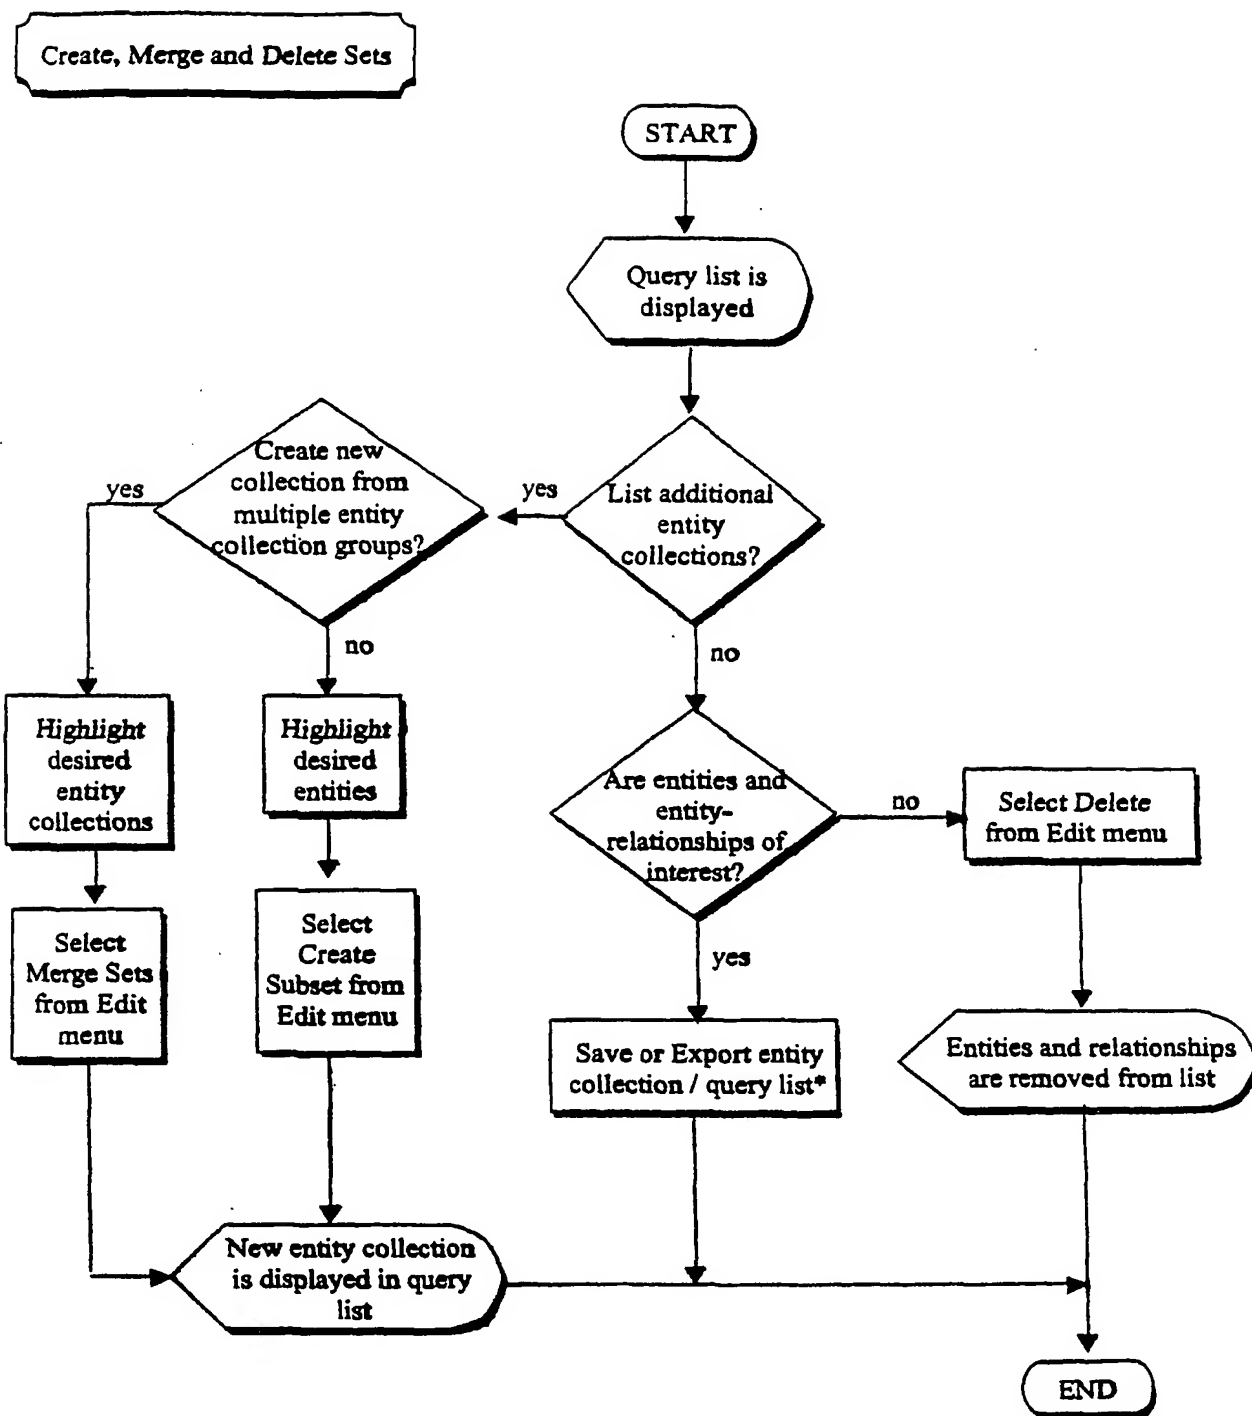 Create, Merge and Delete Sets
START
Query list is
displayed
Create new
collection from
multiple entity
collection groups?
yes
yes
List additional
entity
collections?
no
no
Highlight
desired
entity
collections
Highlight
desired
entities
Are entities and
entity-
relationships of
interest?
no
Select Delete
from Edit menu
Select
Merge Sets
from Edit
menu
Select
Create
Subset from
Edit menu
yes
Save or Export entity
collection / query list*
Entities and relationships
are removed from list
New entity collection
is displayed in query
list
END